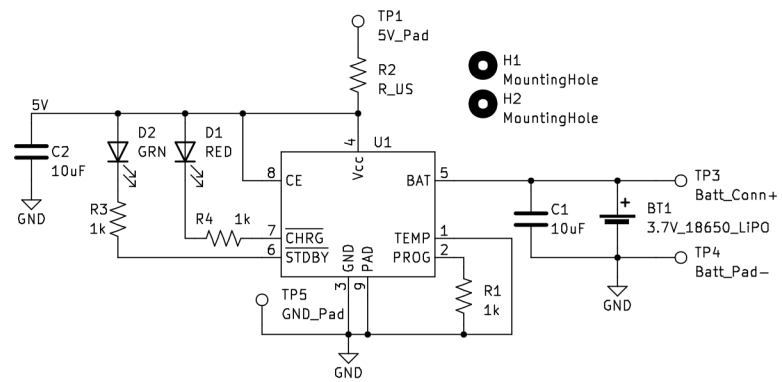 TP1
5V_Pad
R2
R_US
H1
MountingHole
H2
MountingHole
5V
D2
GRN
D1
RED
C2
10uF
GND
4
U1
Vcc
8
CE
BAT
5
TP3
Batt_Conn+
R3
1k
R4 1k
7
CHRG
6
STDBY
TEMP
1
PROG
2
C1
10uF
+
BT1
3.7V_18650_LiPO
TP4
Batt_Pad-
GND
GND
PAD
3
9
TP5
GND_Pad
R1
1k
GND